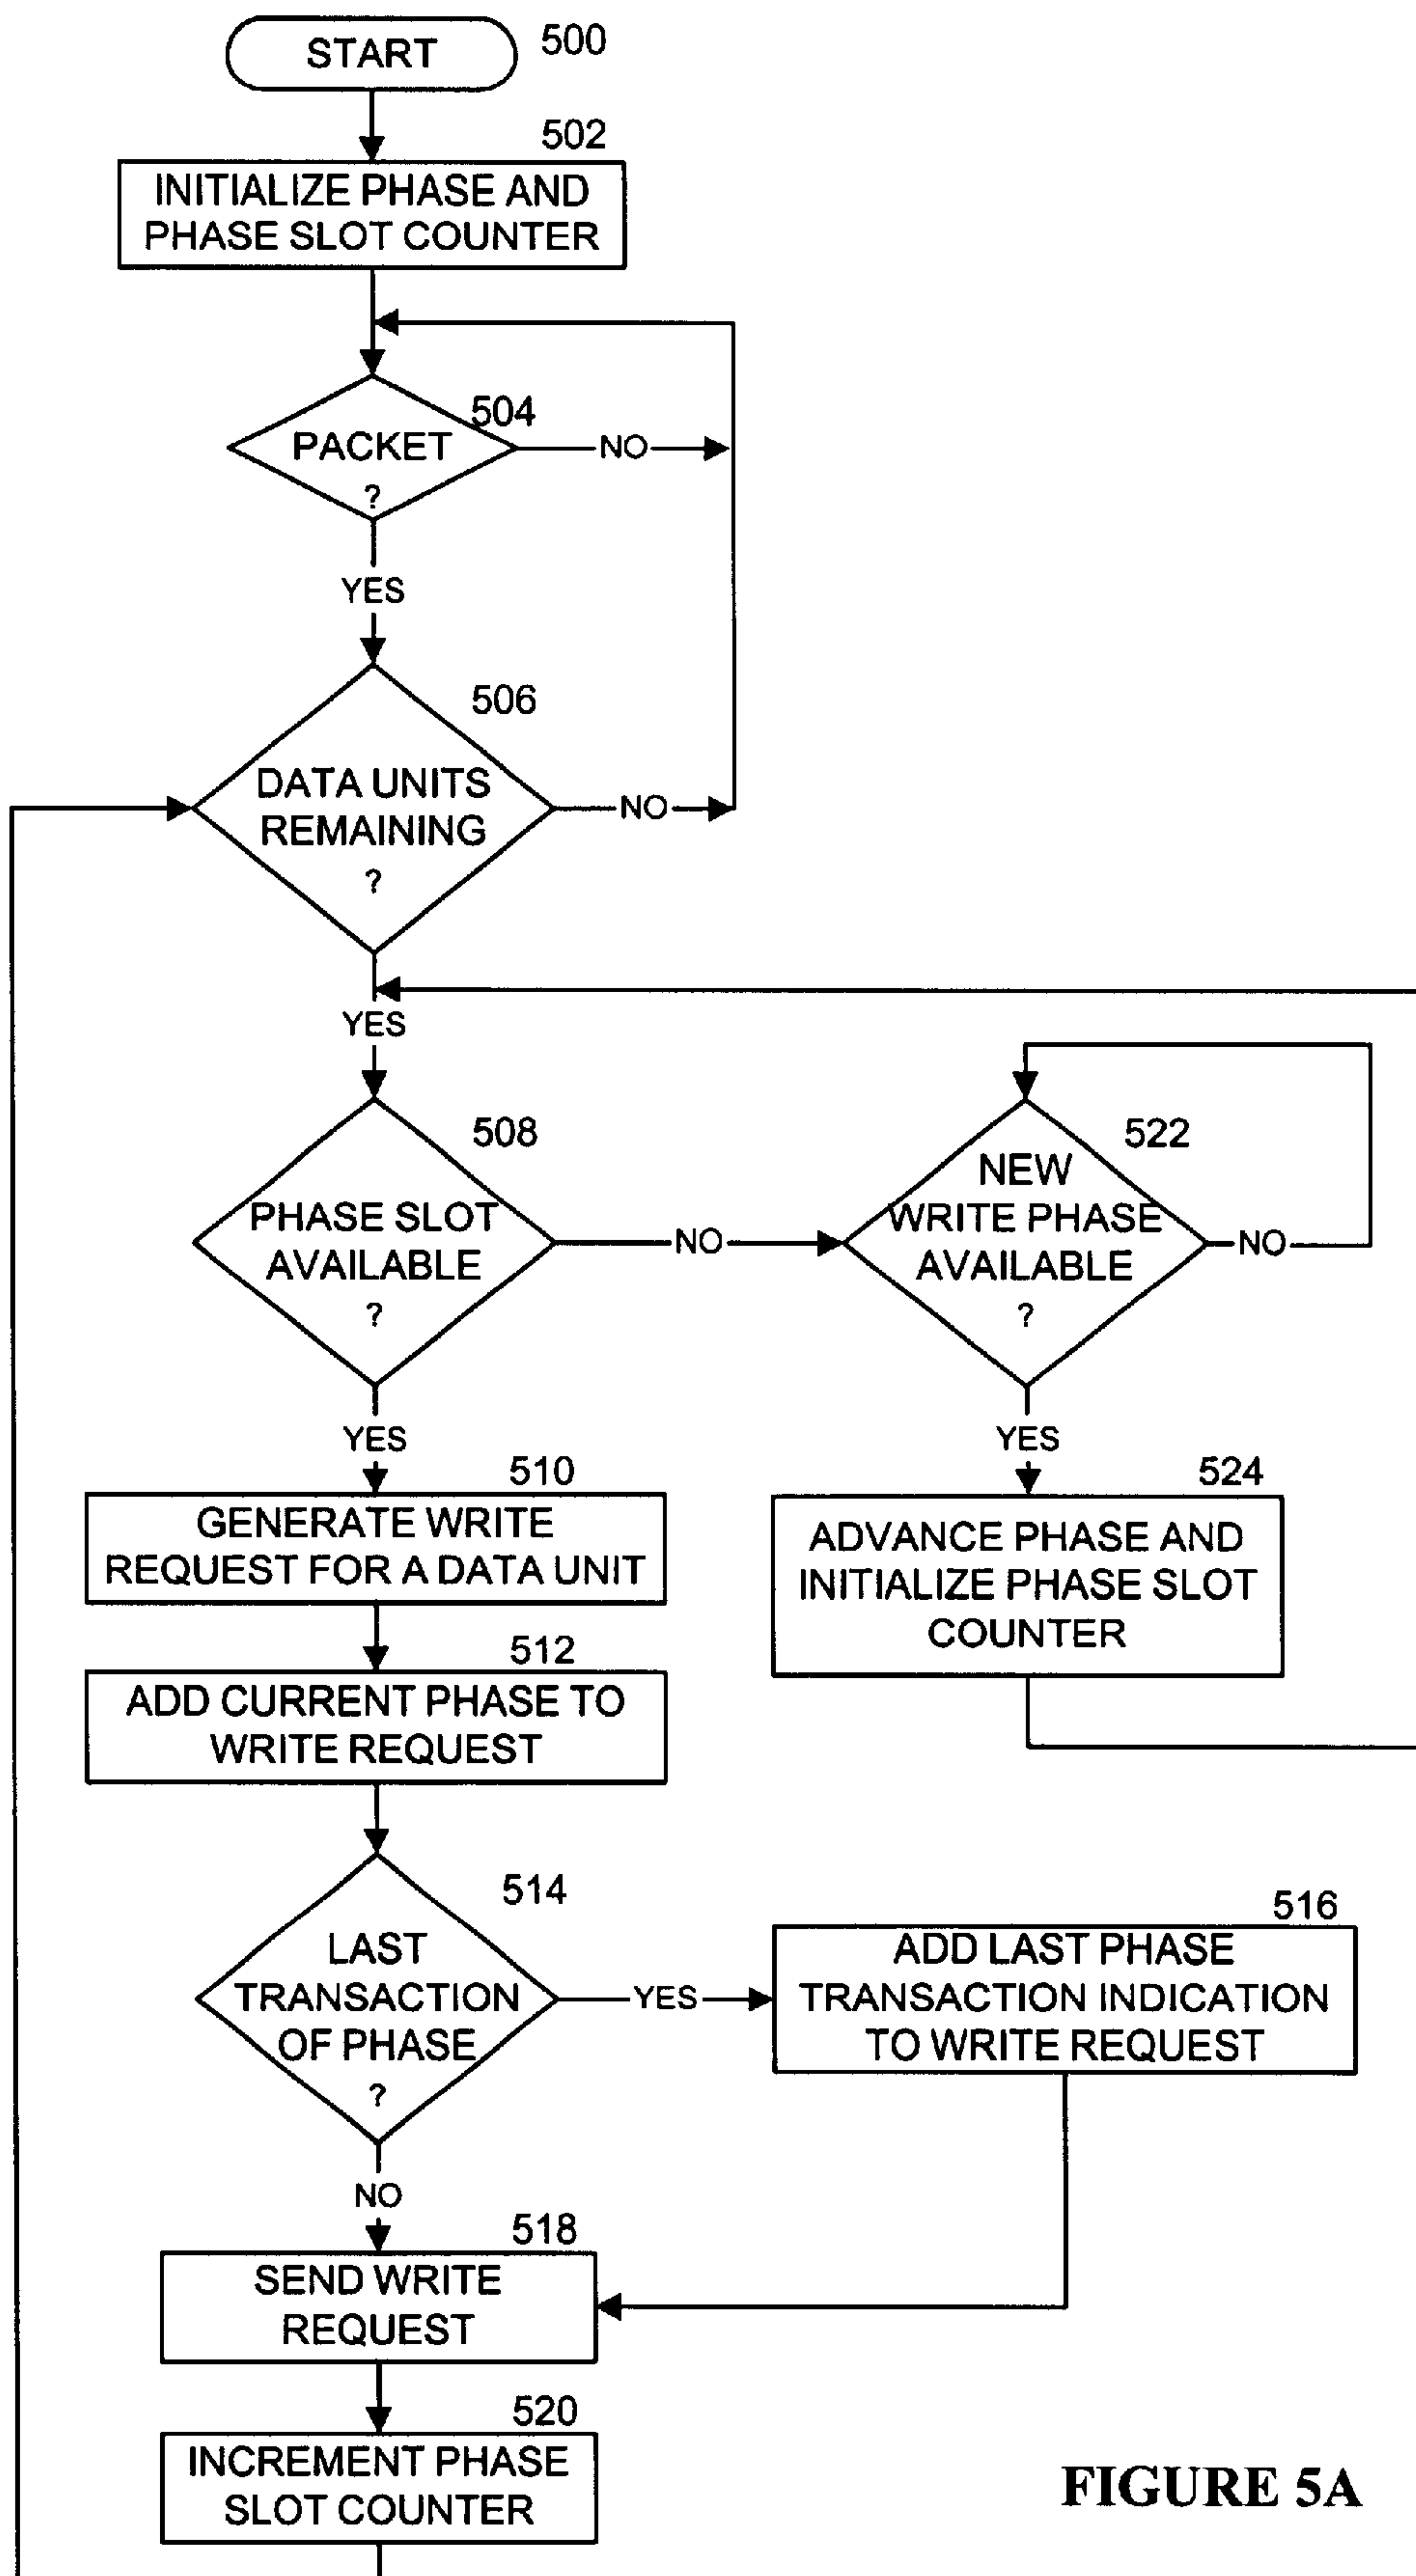 START
500
502
INITIALIZE PHASE AND
PHASE SLOT COUNTER
504
PACKET
?
NO
YES
506
DATA UNITS
REMAINING
?
NO
YES
508
PHASE SLOT
AVAILABLE
?
NO
522
NEW
WRITE PHASE
AVAILABLE
?
NO
YES
YES
510
GENERATE WRITE
REQUEST FOR A DATA UNIT
524
ADVANCE PHASE AND
INITIALIZE PHASE SLOT
COUNTER
512
ADD CURRENT PHASE TO
WRITE REQUEST
514
LAST
TRANSACTION
OF PHASE
?
YES
516
ADD LAST PHASE
TRANSACTION INDICATION
TO WRITE REQUEST
NO
518
SEND WRITE
REQUEST
520
INCREMENT PHASE
SLOT COUNTER
FIGURE 5A